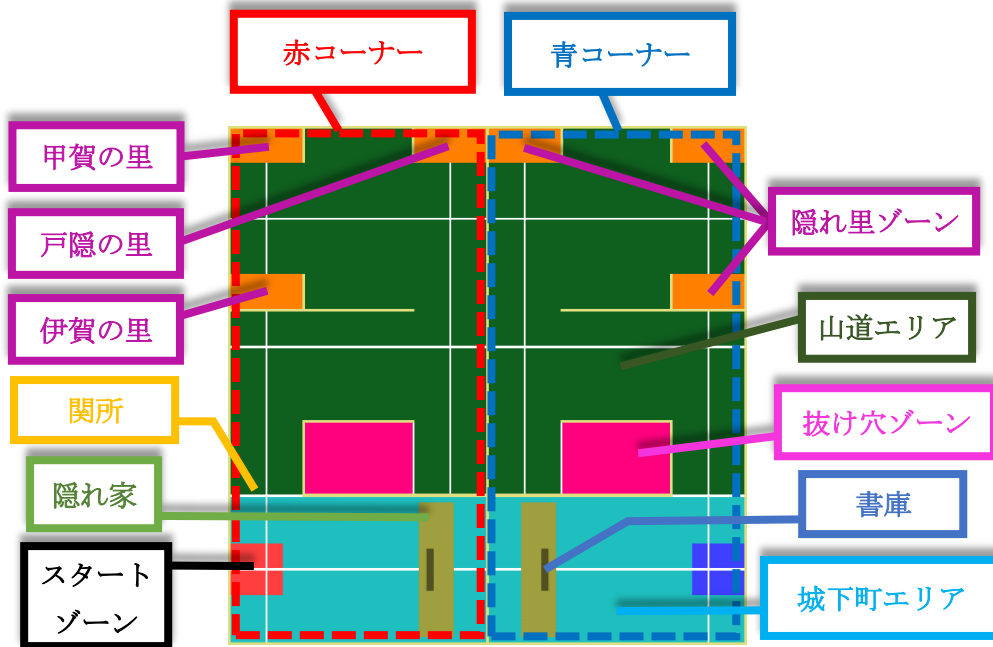 赤コーナー
青コーナー
甲賀の里
戸隠の里
隠れ里ゾーン
伊賀の里
山道エリア
関所
抜け穴ゾーン
隠れ家
書庫
スタート
ゾーン
城下町エリア